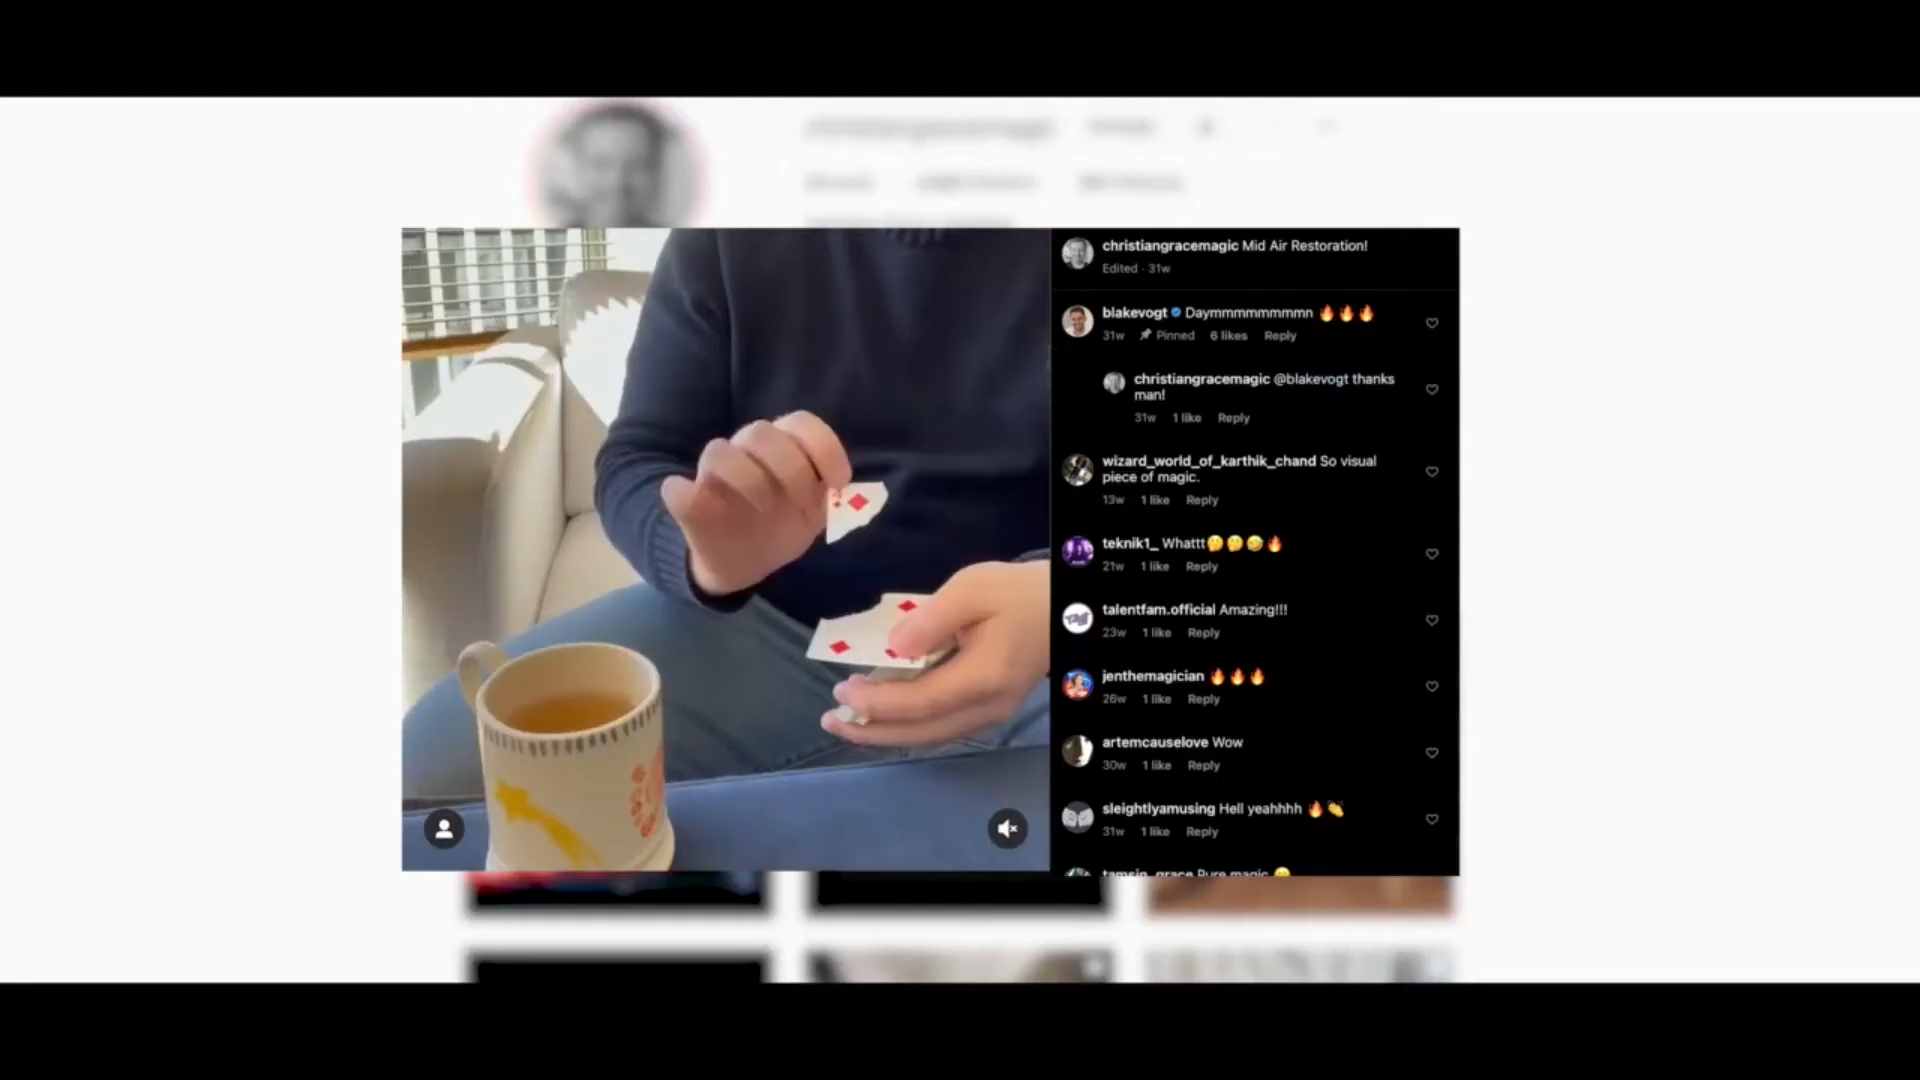 christiangracemagic Mid Air Restoration!
Edited · 31w
blakevogt Daymmmmmmmmn 🔥🔥🔥
31w Pinned 6 likes Reply
christiangracemagic @blakevogt thanks
man!
31w 1 like Reply
wizard_world_of_karthik_chand So visual
piece of magic.
13w 1 like Reply
teknik1_ Whattt🤔🤔🤣🔥
21w 1 like Reply
talentfam.official Amazing!!!
23w 1 like Reply
jenthemagician 🔥🔥🔥
26w 1 like Reply
artemcauselove Wow
30w 1 like Reply
sleightlyamusing Hell yeahhhh 🔥👏
31w 1 like Reply
tamsin_grace Pure magic